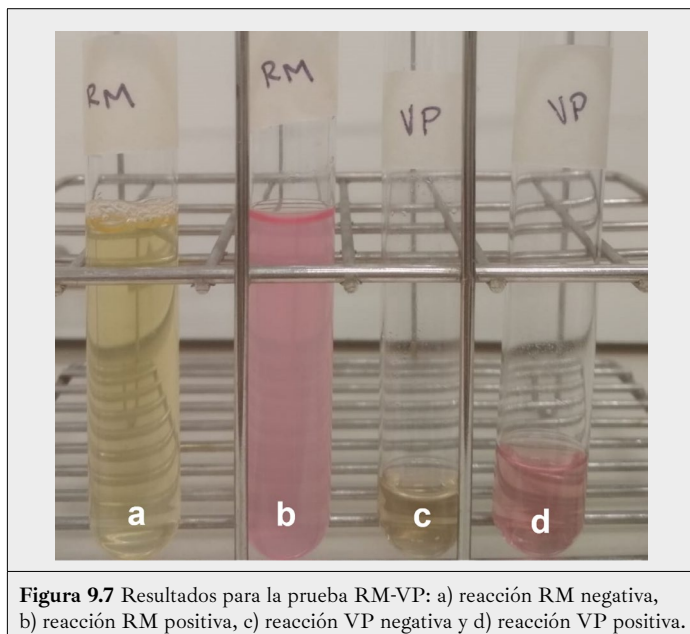 RM
RM
VP
VP
a
b
c
d
Figura 9.7 Resultados para la prueba RM-VP: a) reacción RM negativa,
b) reacción RM positiva, c) reacción VP negativa y d) reacción VP positiva.